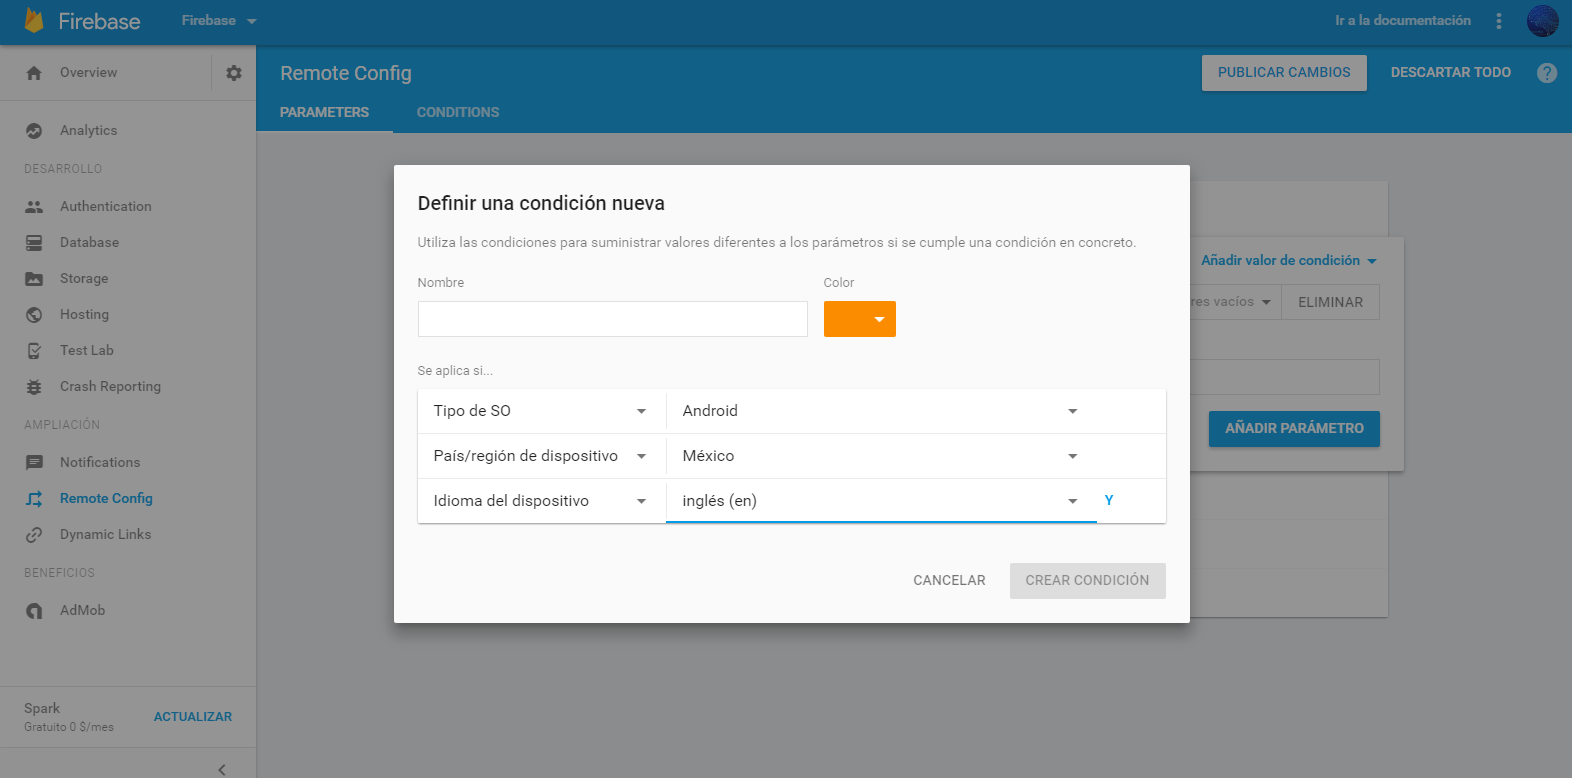 Firebase
Firebase
Ir a la documentación
Overview
Remote Config
PUBLICAR CAMBIOS
DESCARTAR TODO
?
PARAMETERS
CONDITIONS
Analytics
DESARROLLO
Authentication
Database
Storage
Hosting
Test Lab
Crash Reporting
AMPLIACIÓN
Notifications
Remote Config
Dynamic Links
BENEFICIOS
AdMob
Spark
Gratuito 0 $/mes
ACTUALIZAR
Definir una condición nueva
Utiliza las condiciones para suministrar valores diferentes a los parámetros si se cumple una condición en concreto.
Nombre
Color
Se aplica si...
Tipo de SO
Android
País/región de dispositivo
México
Idioma del dispositivo
inglés (en)
Y
CANCELAR
CREAR CONDICIÓN
Añadir valor de condición
res vacíos
ELIMINAR
AÑADIR PARÁMETRO